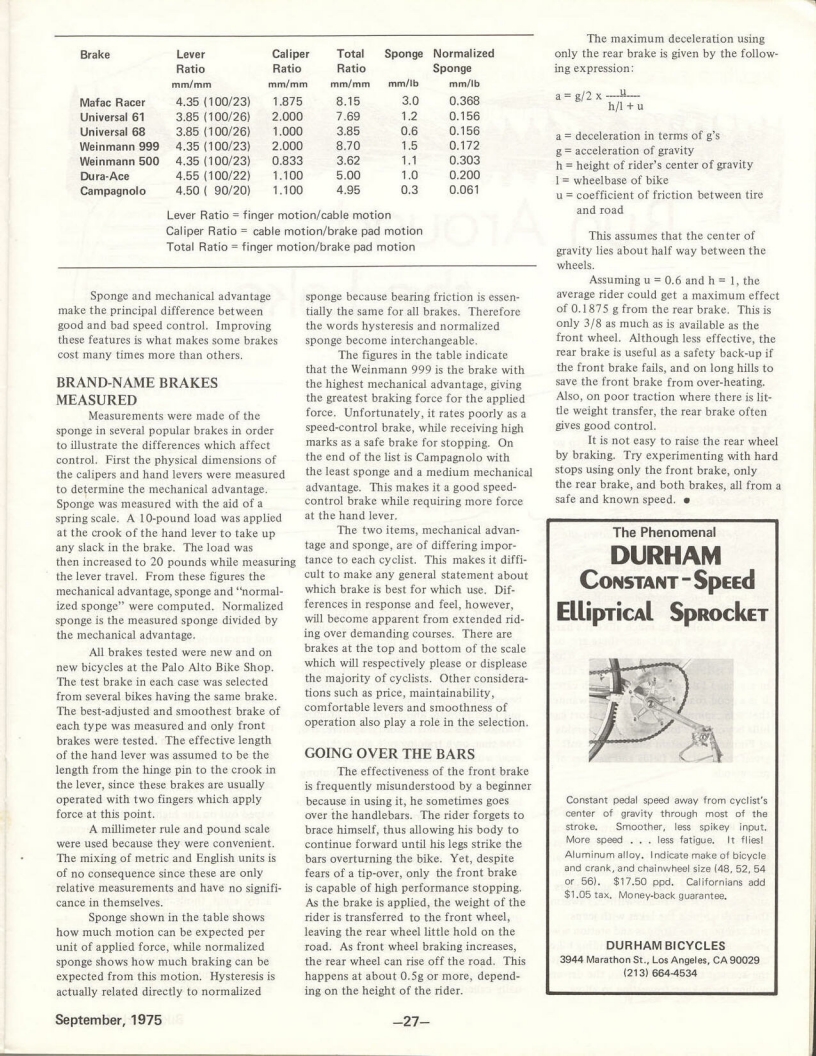 Brake Lever Caliper Total Sponge Normalized
Ratio Ratio Ratio Sponge
mm/mm mm/mm mm/mm mm/lb mm/lb
Mafac Racer 4.35 (100/23) 1.875 8.15 3.0 0.368
Universal 61 3.85 (100/26) 2.000 7.69 1.2 0.156
Universal 68 3.85 (100/26) 1.000 3.85 0.6 0.156
Weinmann 999 4.35 (100/23) 2.000 8.70 1.5 0.172
Weinmann 500 4.35 (100/23) 0.833 3.62 1.1 0.303
Dura-Ace 4.55 (100/22) 1.100 5.00 1.0 0.200
Campagnolo 4.50 ( 90/20) 1.100 4.95 0.3 0.061
Lever Ratio = finger motion/cable motion
Caliper Ratio = cable motion/brake pad motion
Total Ratio = finger motion/brake pad motion
Sponge and mechanical advantage
make the principal difference between
good and bad speed control. Improving
these features is what makes some brakes
cost many times more than others.
BRAND-NAME BRAKES
MEASURED
Measurements were made of the
sponge in several popular brakes in order
to illustrate the differences which affect
control. First the physical dimensions of
the calipers and hand levers were measured
to determine the mechanical advantage.
Sponge was measured with the aid of a
spring scale. A 10-pound load was applied
at the crook of the hand lever to take up
any slack in the brake. The load was
then increased to 20 pounds while measuring
the lever travel. From these figures the
mechanical advantage, sponge and "normal-
ized sponge" were computed. Normalized
sponge is the measured sponge divided by
the mechanical advantage.
All brakes tested were new and on
new bicycles at the Palo Alto Bike Shop.
The test brake in each case was selected
from several bikes having the same brake.
The best-adjusted and smoothest brake of
each type was measured and only front
brakes were tested. The effective length
of the hand lever was assumed to be the
length from the hinge pin to the crook in
the lever, since these brakes are usually
operated with two fingers which apply
force at this point.
A millimeter rule and pound scale
were used because they were convenient.
The mixing of metric and English units is
of no consequence since these are only
relative measurements and have no signifi-
cance in themselves.
Sponge shown in the table shows
how much motion can be expected per
unit of applied force, while normalized
sponge shows how much braking can be
expected from this motion. Hysteresis is
actually related directly to normalized
sponge because bearing friction is essen-
tially the same for all brakes. Therefore
the words hysteresis and normalized
sponge become interchangeable.
The figures in the table indicate
that the Weinmann 999 is the brake with
the highest mechanical advantage, giving
the greatest braking force for the applied
force. Unfortunately, it rates poorly as a
speed-control brake, while receiving high
marks as a safe brake for stopping. On
the end of the list is Campagnolo with
the least sponge and a medium mechanical
advantage. This makes it a good speed-
control brake while requiring more force
at the hand lever.
The two items, mechanical advan-
tage and sponge, are of differing impor-
tance to each cyclist. This makes it diffi-
cult to make any general statement about
which brake is best for which use. Dif-
ferences in response and feel, however,
will become apparent from extended rid-
ing over demanding courses. There are
brakes at the top and bottom of the scale
which will respectively please or displease
the majority of cyclists. Other considera-
tions such as price, maintainability,
comfortable levers and smoothness of
operation also play a role in the selection.
GOING OVER THE BARS
The effectiveness of the front brake
is frequently misunderstood by a beginner
because in using it, he sometimes goes
over the handlebars. The rider forgets to
brace himself, thus allowing his body to
continue forward until his legs strike the
bars overturning the bike. Yet, despite
fears of a tip-over, only the front brake
is capable of high performance stopping.
As the brake is applied, the weight of the
rider is transferred to the front wheel,
leaving the rear wheel little hold on the
road. As front wheel braking increases,
the rear wheel can rise off the road. This
happens at about 0.5g or more, depend-
ing on the height of the rider.
The maximum deceleration using
only the rear brake is given by the follow-
ing expression:
a = g/2 x u
h/l + u
a = deceleration in terms of g's
g = acceleration of gravity
h = height of rider's center of gravity
l = wheelbase of bike
u = coefficient of friction between tire
and road
This assumes that the center of
gravity lies about half way between the
wheels.
Assuming u = 0.6 and h = 1, the
average rider could get a maximum effect
of 0.1875 g from the rear brake. This is
only 3/8 as much as is available as the
front wheel. Although less effective, the
rear brake is useful as a safety back-up if
the front brake fails, and on long hills to
save the front brake from over-heating.
Also, on poor traction where there is lit-
tle weight transfer, the rear brake often
gives good control.
It is not easy to raise the rear wheel
by braking. Try experimenting with hard
stops using only the front brake, only
the rear brake, and both brakes, all from a
safe and known speed. ●
The Phenomenal
DURHAM
CONSTANT-SPEED
ELLIPTICAL SPROCKET
Constant pedal speed away from cyclist's
center of gravity through most of the
stroke. Smoother, less spikey input.
More speed . . . less fatigue. It flies!
Aluminum alloy. Indicate make of bicycle
and crank, and chainwheel size (48, 52, 54
or 56). $17.50 ppd. Californians add
$1.05 tax. Money-back guarantee.
DURHAM BICYCLES
3944 Marathon St., Los Angeles, CA 90029
(213) 664-4534
September, 1975
—27—